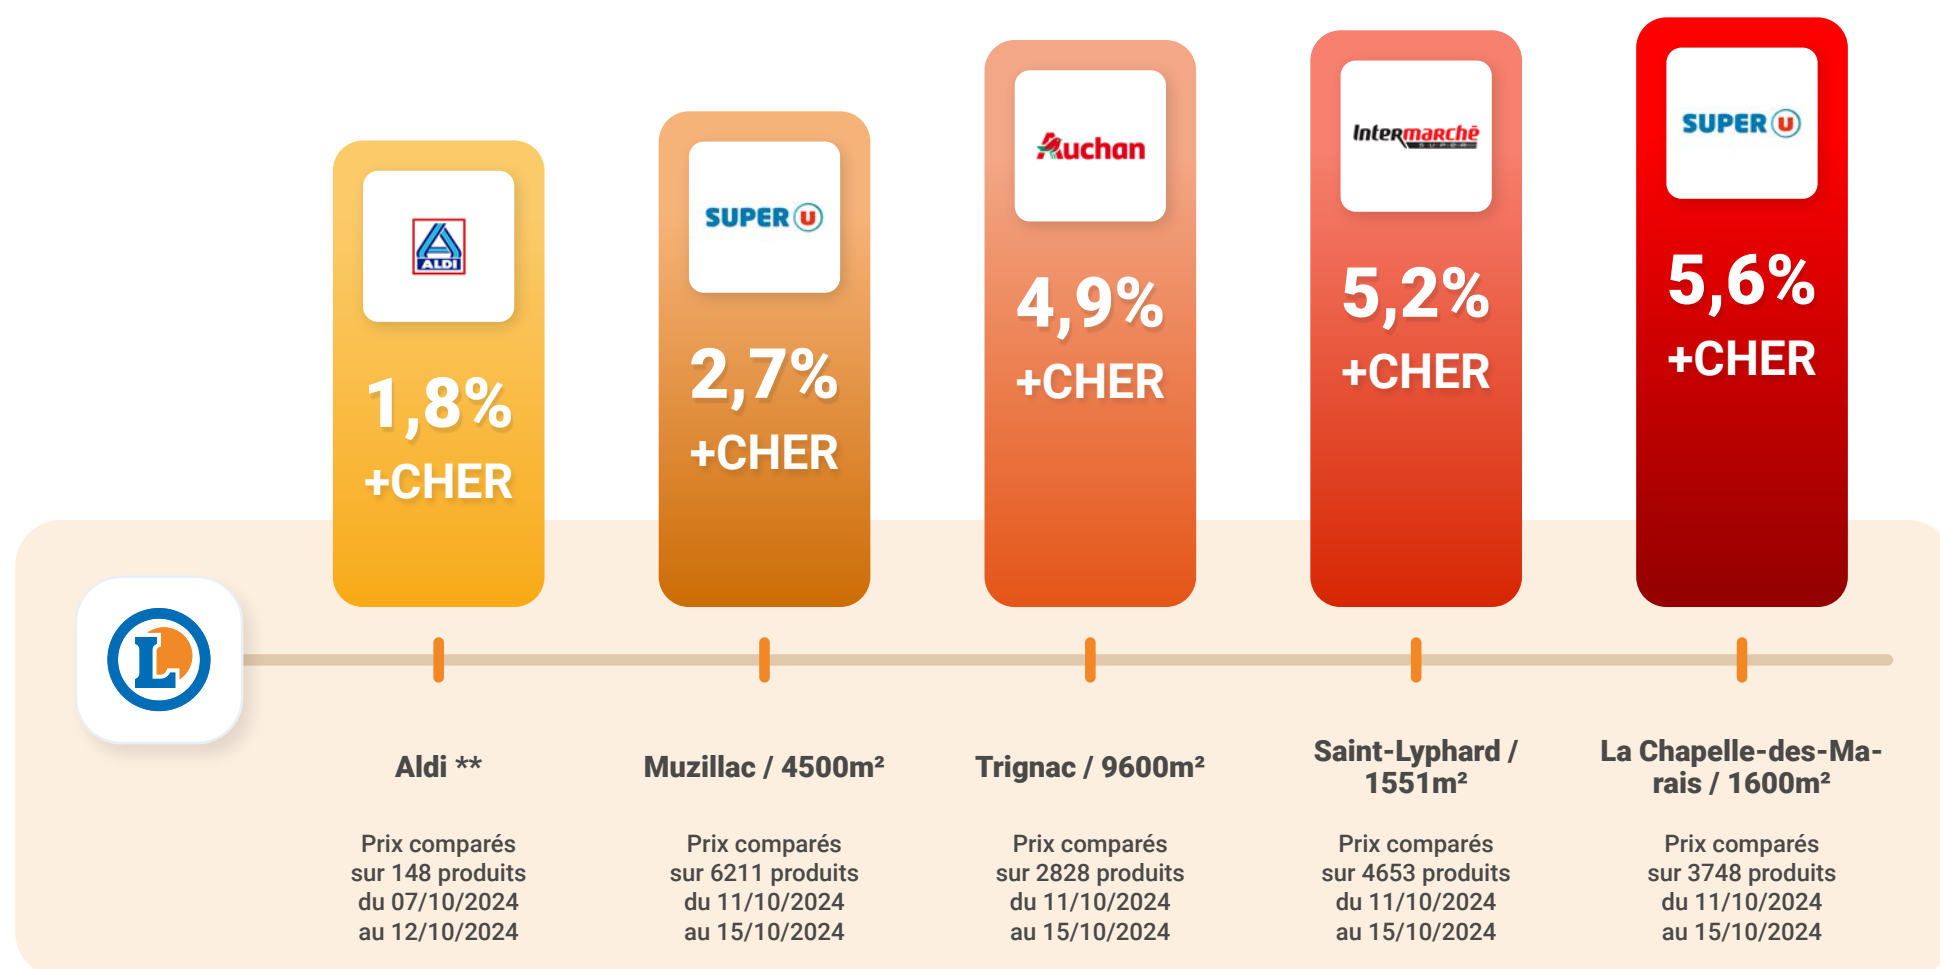 ALDI
1,8%
+CHER
SUPER U
2,7%
+CHER
Auchan
4,9%
+CHER
Intermarchē
SUPER
5,2%
+CHER
SUPER U
5,6%
+CHER
L
Aldi **
Prix comparés
sur 148 produits
du 07/10/2024
au 12/10/2024
Muzillac / 4500m²
Prix comparés
sur 6211 produits
du 11/10/2024
au 15/10/2024
Trignac / 9600m²
Prix comparés
sur 2828 produits
du 11/10/2024
au 15/10/2024
Saint-Lyphard /
1551m²
Prix comparés
sur 4653 produits
du 11/10/2024
au 15/10/2024
La Chapelle-des-Ma-
rais / 1600m²
Prix comparés
sur 3748 produits
du 11/10/2024
au 15/10/2024